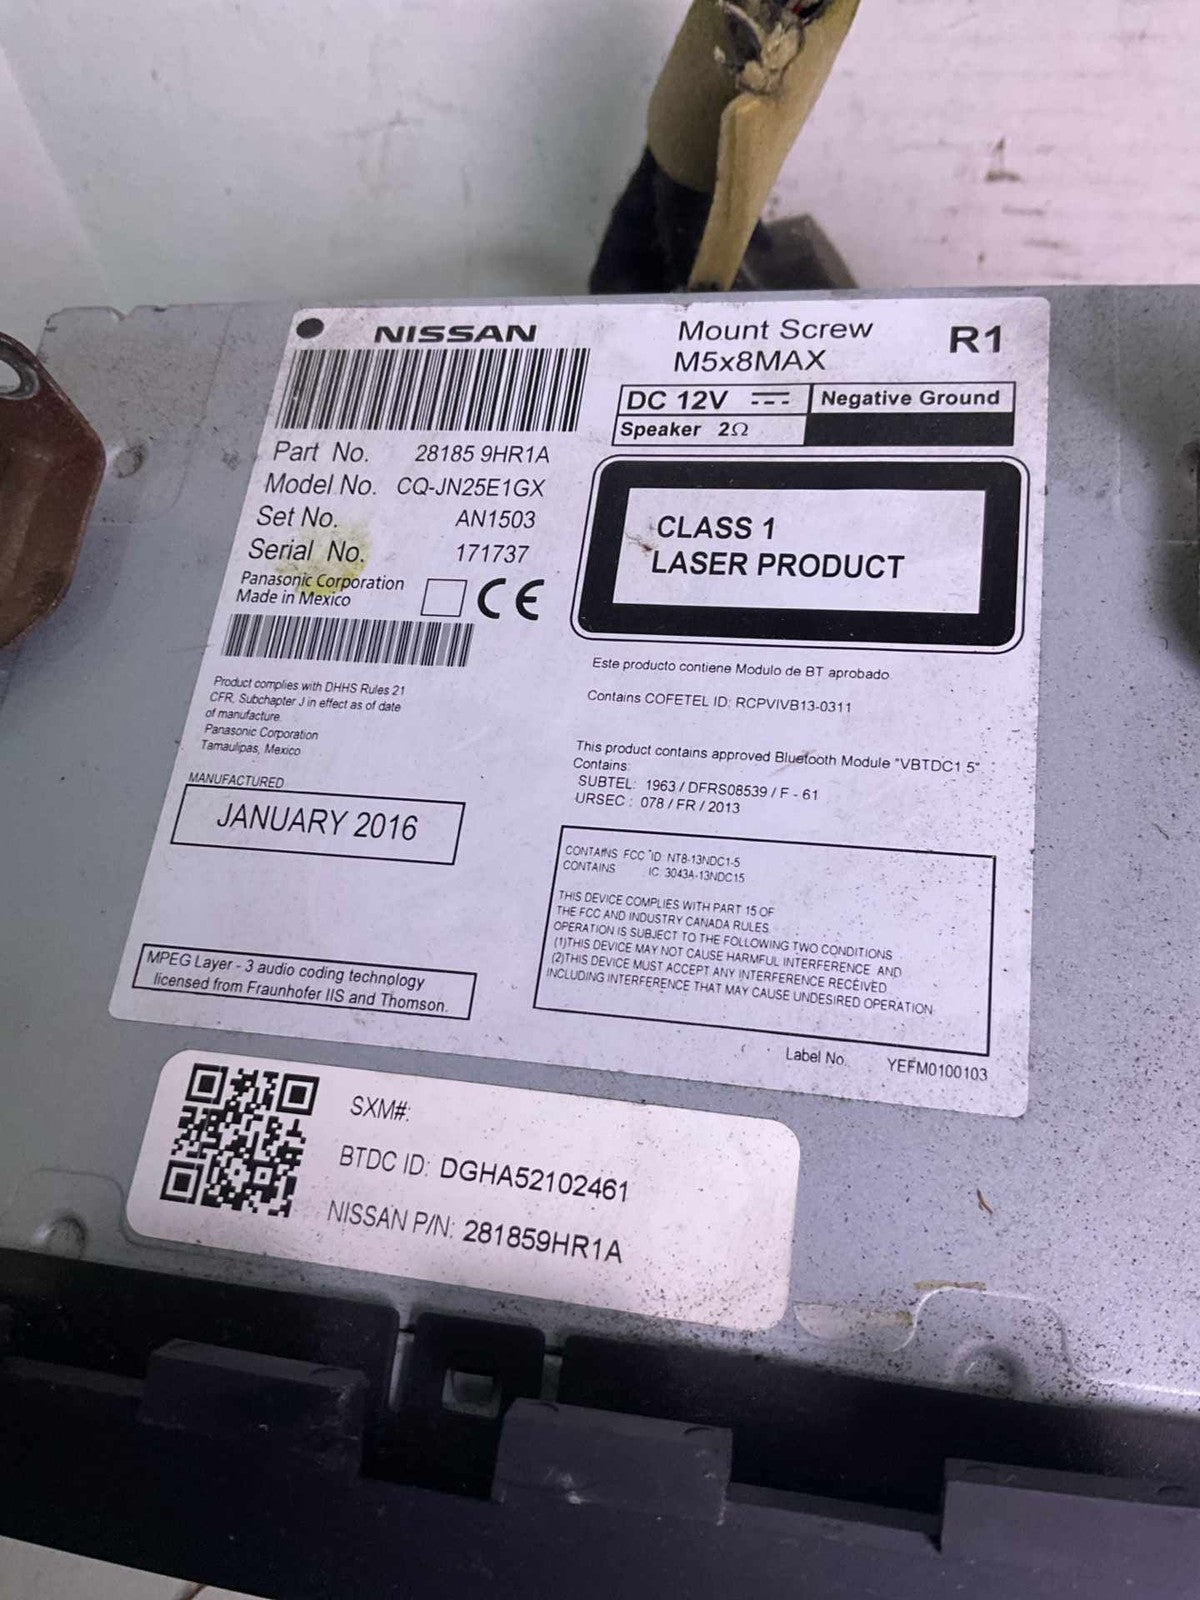 NISSAN
Part No. 28185 9HR1A
Model No. CQ-JN25E1GX
Set No. AN1503
Serial No. 171737
Panasonic Corporation
Made in Mexico
CE
Product complies with DHHS Rules 21
CFR, Subchapter J in effect as of date
of manufacture.
Panasonic Corporation
Tamaulipas, Mexico
MANUFACTURED
JANUARY 2016
MPEG Layer - 3 audio coding technology
licensed from Fraunhofer IIS and Thomson.
Mount Screw
M5x8MAX
R1
DC 12V
Negative Ground
Speaker 2Ω
CLASS 1
LASER PRODUCT
Este producto contiene Modulo de BT aprobado
Contains COFETEL ID: RCPVIVB13-0311
This product contains approved Bluetooth Module "VBTDC1 5"
Contains:
SUBTEL: 1963 / DFRS08539 / F - 61
URSEC : 078 / FR / 2013
CONTAINS FCC ID NT8-13NDC1-5
CONTAINS IC 3043A-13NDC15
THIS DEVICE COMPLIES WITH PART 15 OF
THE FCC AND INDUSTRY CANADA RULES
OPERATION IS SUBJECT TO THE FOLLOWING TWO CONDITIONS
(1)THIS DEVICE MAY NOT CAUSE HARMFUL INTERFERENCE AND
(2)THIS DEVICE MUST ACCEPT ANY INTERFERENCE RECEIVED
INCLUDING INTERFERENCE THAT MAY CAUSE UNDESIRED OPERATION
Label No. YEFM0100103
SXM#:
BTDC ID: DGHA52102461
NISSAN P/N: 281859HR1A